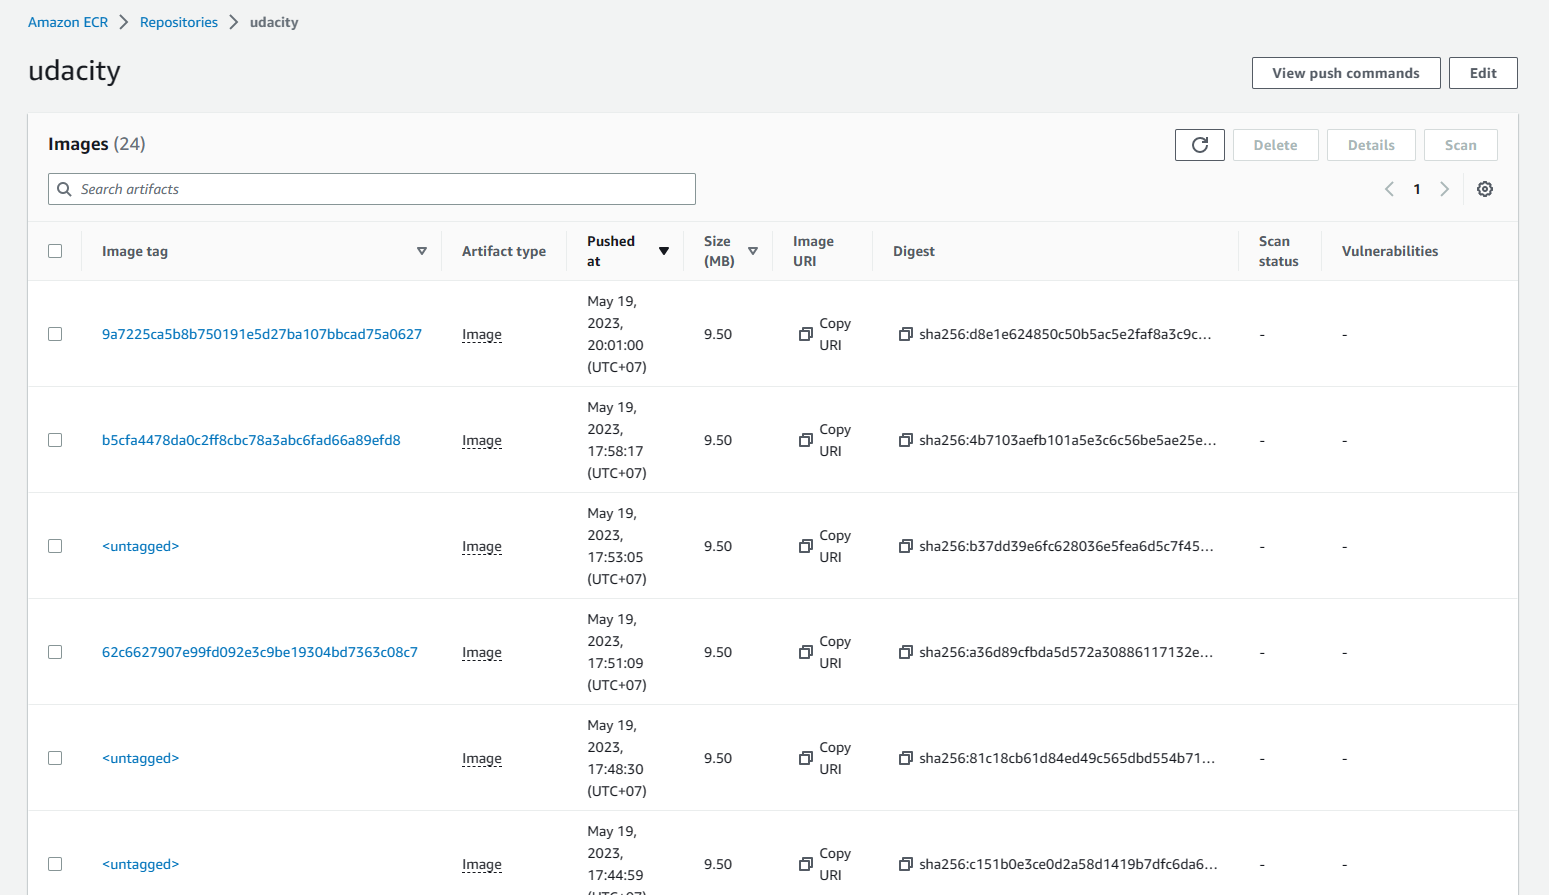 Amazon ECR > Repositories > udacity
udacity
View push commands Edit
Images (24)
Delete Details Scan
Search artifacts
1
Image tag Artifact type Pushed at Size (MB) Image URI Digest Scan status Vulnerabilities
9a7225ca5b8b750191e5d27ba107bbcad75a0627 Image May 19, 2023, 20:01:00 (UTC+07) 9.50 Copy URI sha256:d8e1e624850c50b5ac5e2faf8a3c9c... - -
b5cfa4478da0c2ff8cbc78a3abc6fad66a89efd8 Image May 19, 2023, 17:58:17 (UTC+07) 9.50 Copy URI sha256:4b7103aefb101a5e3c6c56be5ae25e... - -
<untagged> Image May 19, 2023, 17:53:05 (UTC+07) 9.50 Copy URI sha256:b37dd39e6fc628036e5fea6d5c7f45... - -
62c6627907e99fd092e3c9be19304bd7363c08c7 Image May 19, 2023, 17:51:09 (UTC+07) 9.50 Copy URI sha256:a36d89cfbda5d572a30886117132e... - -
<untagged> Image May 19, 2023, 17:48:30 (UTC+07) 9.50 Copy URI sha256:81c18cb61d84ed49c565dbd554b71... - -
<untagged> Image May 19, 2023, 17:44:59 (UTC+07) 9.50 Copy URI sha256:c151b0e3ce0d2a58d1419b7dfc6da6... - -